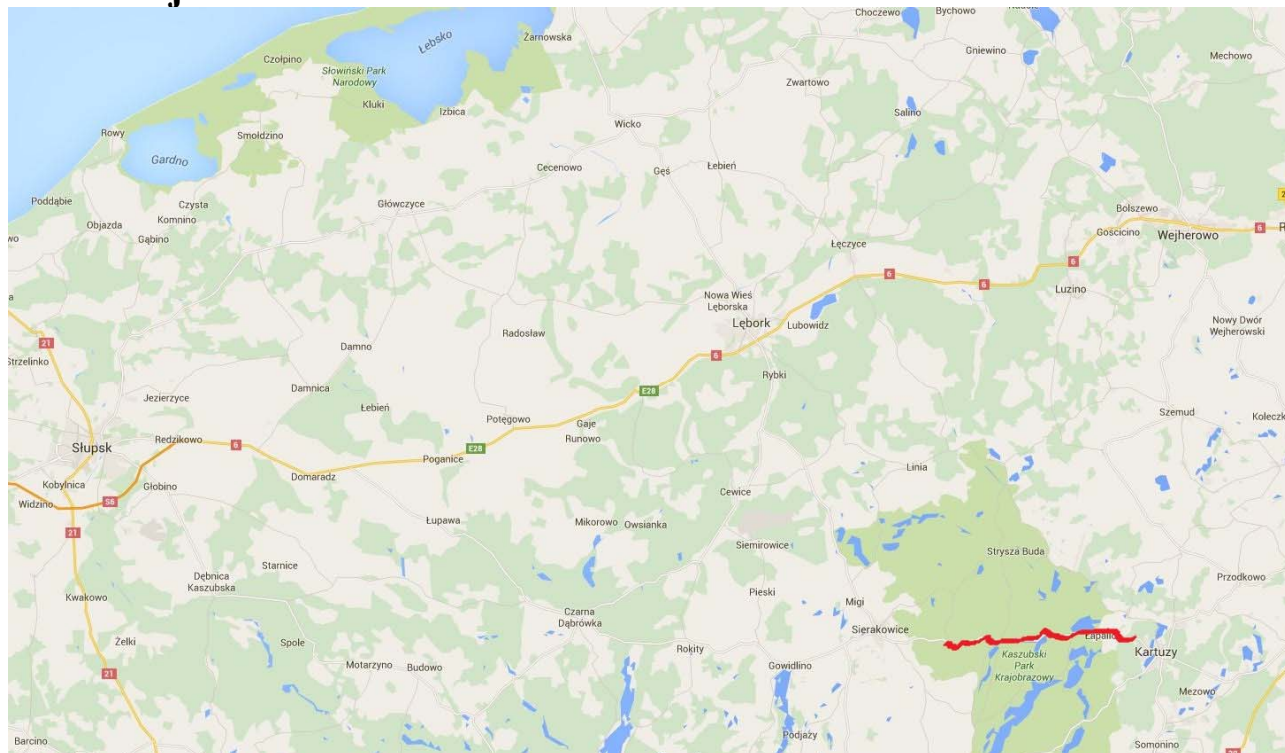 Choczewo
Bychowo
Łebsko
Żarnowska
Gniewino
Mechowo
Czołpino
Słowiński Park
Narodowy
Zwartowo
Kluki
Izbica
Salino
Wicko
Rowy
Smołdzino
Gardno
Cecenowo
Gęś
Łebień
Poddąbie
Czysta
Główczyce
Objazda
Komnino
Gąbino
Bolszewo
Gościcino
Wejherowo
6
6
Łęczyce
6
6
Luzino
Nowa Wieś
Lęborska
Lębork
Lubowidz
Nowy Dwór
Wejherowski
Radosław
21
Damno
6
Strzelinko
Rybki
Damnica
E28
Jezierzyce
Łebień
Szemud
Potęgowo
Gaje
Runowo
Słupsk
Redzikowo
6
E28
Poganice
Domaradz
Linia
Kobylnica
Głobino
Widzino
S6
Cewice
Łupawa
Mikorowo
Owsianka
21
Siemirowice
Strysza Buda
Starnice
Dębnica
Kaszubska
Przodkowo
Kwakowo
Pieski
Migi
Czarna
Dąbrówka
Sierakowice
Żelki
Spole
Rokity
Kaszubski
Park
Krajobrazowy
Kartuzy
Motarzyno
Budowo
Gowidlino
21
Mezowo
Podjazy
Barcino
Somonino
20